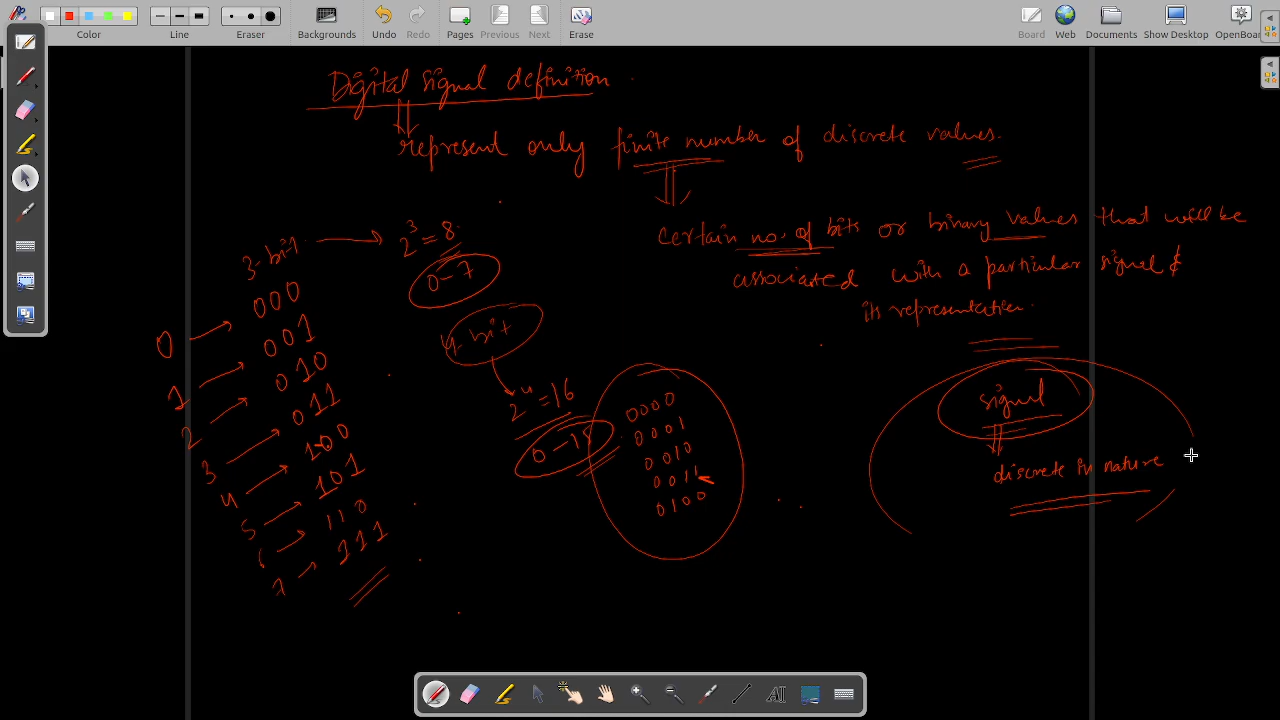 Color
Line
Eraser
Backgrounds
Undo
Redo
Pages
Previous
Next
Erase
Board
Web
Documents
Show Desktop
OpenBoar
Digital signal definition
represent only finite number of discrete values.
certain no. of bits or binary values that will be
associated with a particular signal &
its representation.
3-bit
2³ = 8
0-7
4 bit
2⁴ = 16
0-15
0 → 000
1 → 001
2 → 010
3 → 011
4 → 100
5 → 101
6 → 110
7 → 111
0000
0001
0010
0011
0100
signal
discrete in nature
AI